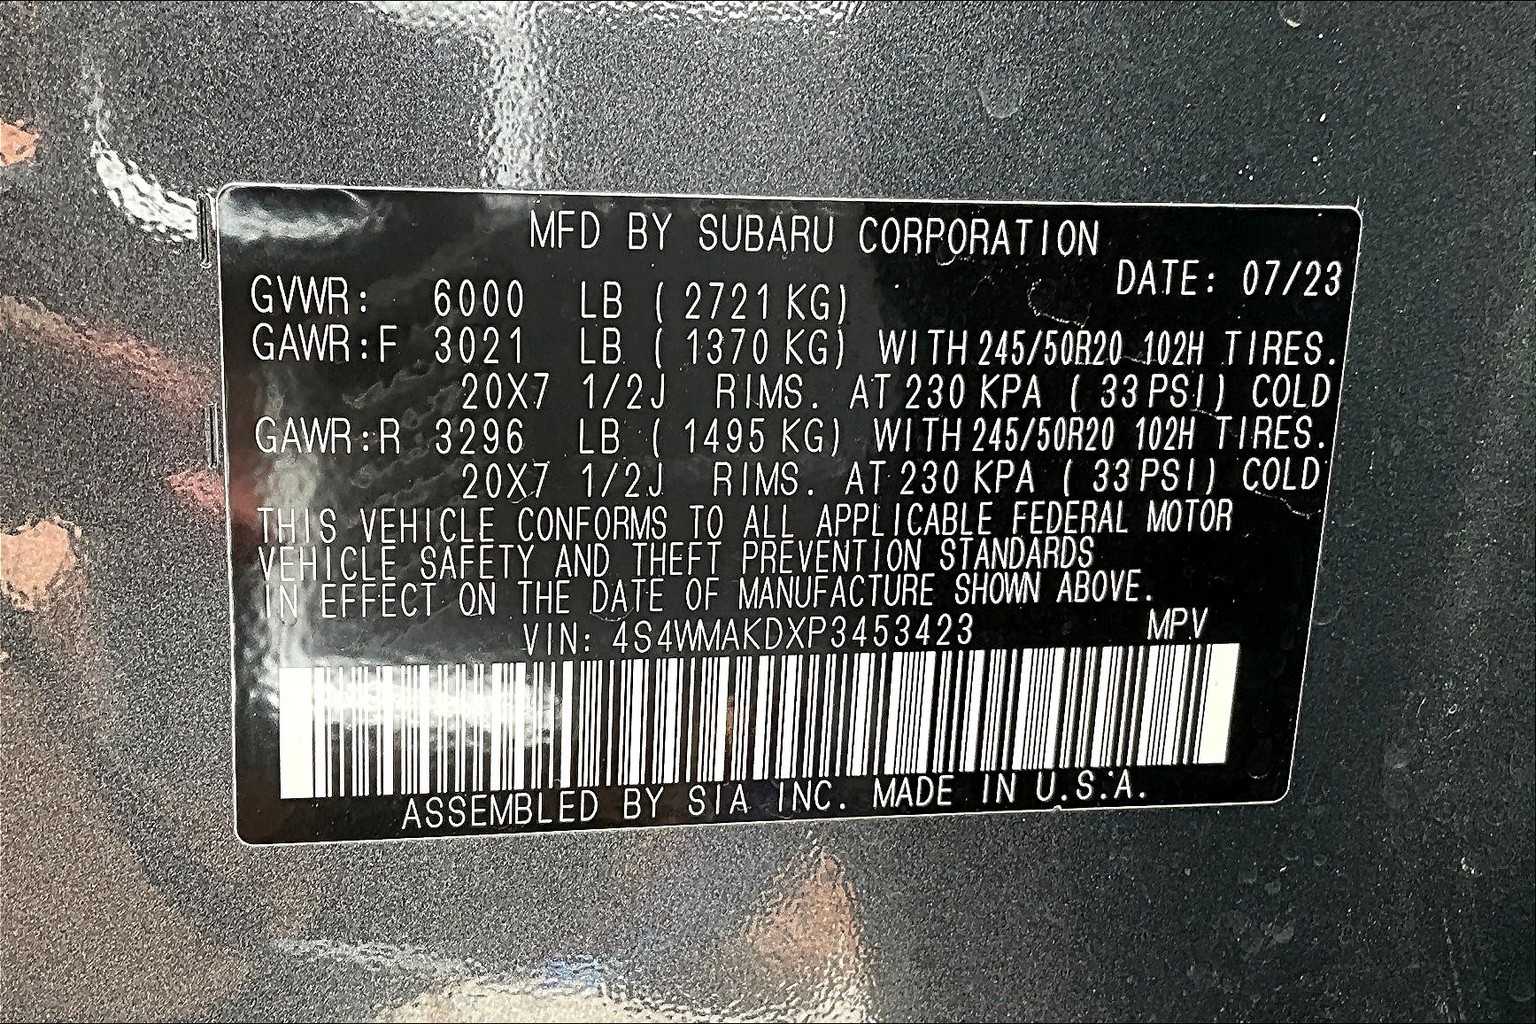 MFD BY SUBARU CORPORATION
DATE: 07/23
GVWR: 6000 LB ( 2721 KG)
GAWR:F 3021 LB ( 1370 KG) WITH 245/50R20 102H TIRES.
20X7 1/2J RIMS. AT 230 KPA ( 33 PSI) COLD
GAWR:R 3296 LB ( 1495 KG) WITH 245/50R20 102H TIRES.
20X7 1/2J RIMS. AT 230 KPA ( 33 PSI) COLD
THIS VEHICLE CONFORMS TO ALL APPLICABLE FEDERAL MOTOR
VEHICLE SAFETY AND THEFT PREVENTION STANDARDS
IN EFFECT ON THE DATE OF MANUFACTURE SHOWN ABOVE.
VIN: 4S4WMAKDXP3453423 MPV
ASSEMBLED BY SIA INC. MADE IN U.S.A.